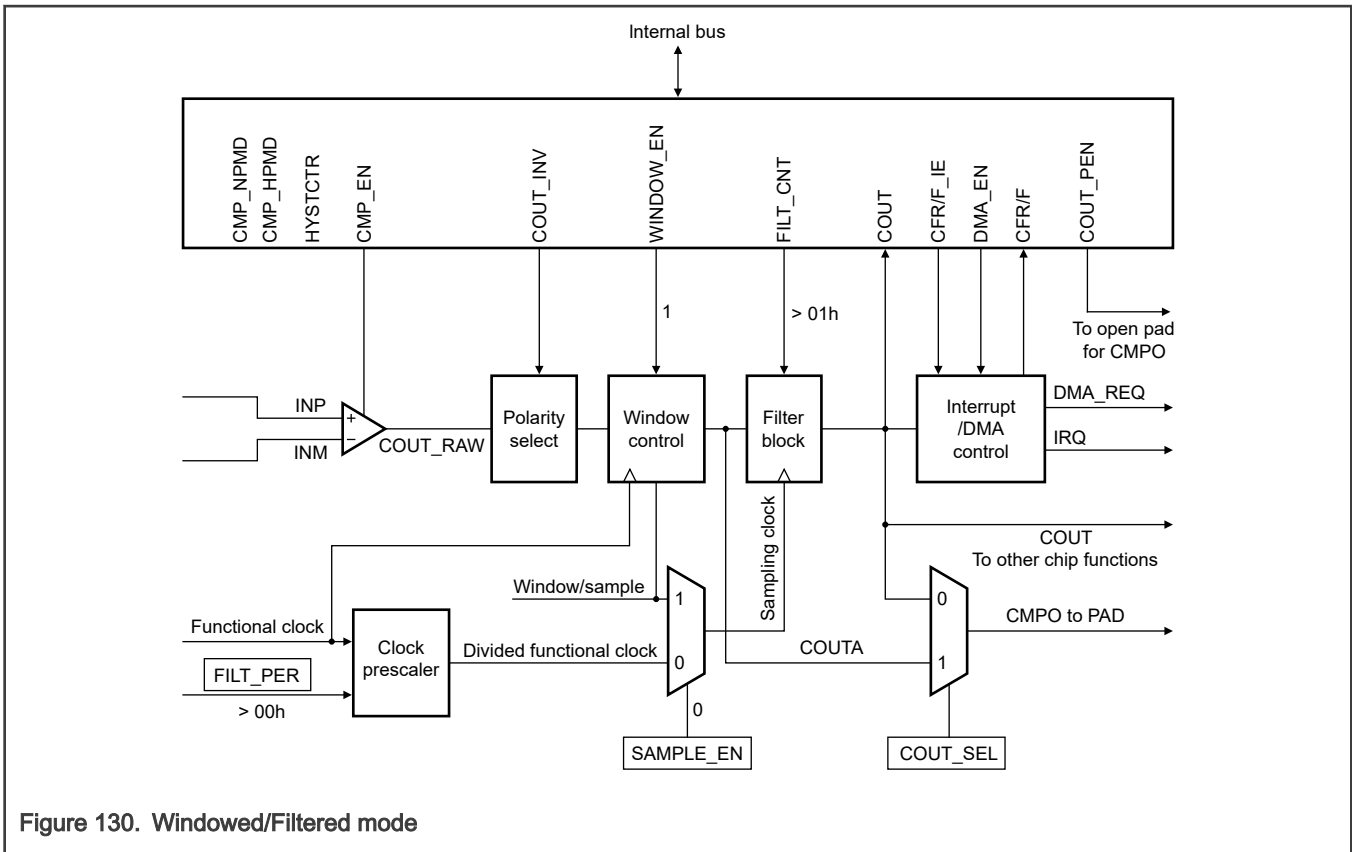 Internal bus
CMP_NPMD
CMP_HPMD
HYSTCTR
CMP_EN
COUT_INV
WINDOW_EN
FILT_CNT
COUT
CFR/F_IE
DMA_EN
CFR/F
COUT_PEN
1
> 01h
To open pad
for CMPO
INP
+
INM
−
COUT_RAW
Polarity
select
Window
control
Filter
block
Interrupt
/DMA
control
DMA_REQ
IRQ
Sampling clock
COUT
To other chip functions
Window/sample
1
0
Functional clock
Clock
prescaler
Divided functional clock
0
COUTA
1
CMPO to PAD
FILT_PER
> 00h
0
SAMPLE_EN
COUT_SEL
Figure 130. Windowed/Filtered mode